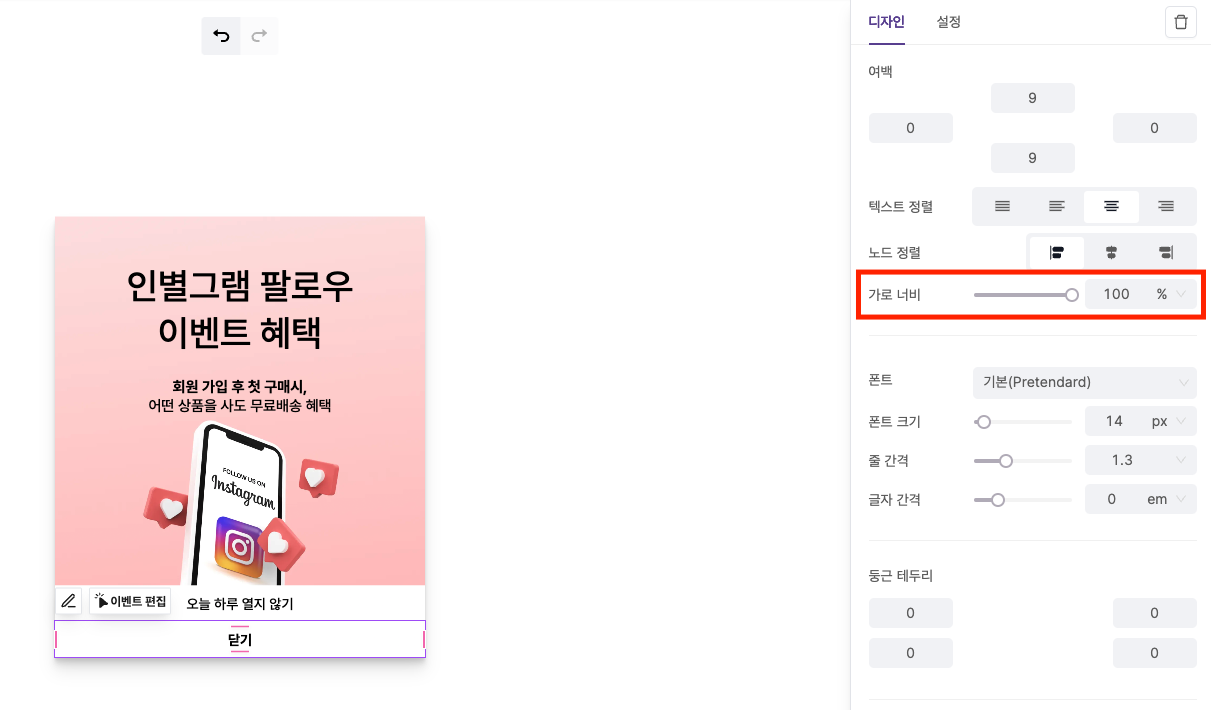 디자인
설정
여백
9
0
0
9
텍스트 정렬
노드 정렬
가로 너비
100
%
폰트
기본(Pretendard)
폰트 크기
14
px
줄 간격
1.3
글자 간격
0
em
둥근 테두리
0
0
0
0
인별그램 팔로우
이벤트 혜택
회원 가입 후 첫 구매시,
어떤 상품을 사도 무료배송 혜택
FOLLOW US ON
Instagram
이벤트 편집
오늘 하루 열지 않기
닫기